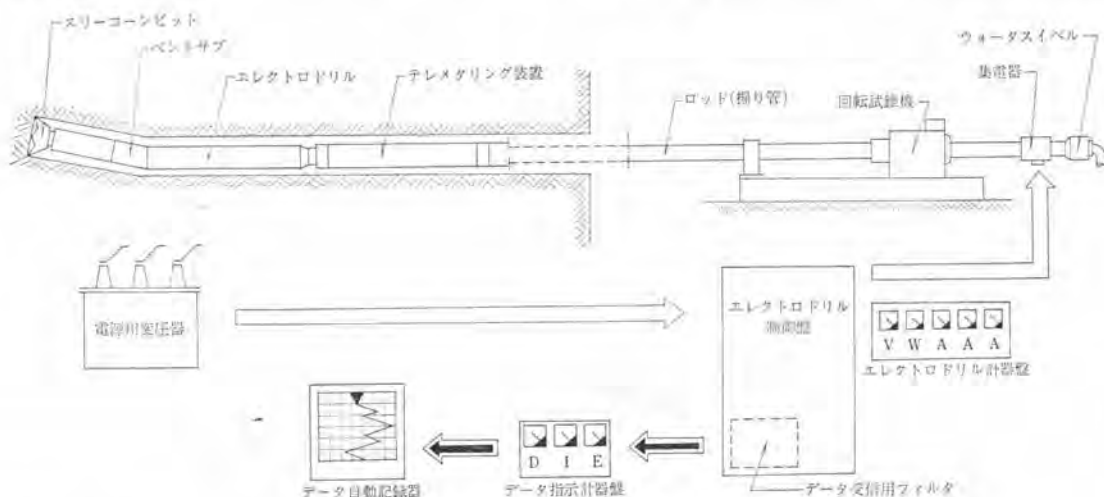 スリーコーンビット
ベントサブ
エレクトロドリル
テレメタリング装置
ロッド(掘り管)
回転試錐機
集電器
ウォータスイベル
電源用変圧器
エレクトロドリル
制御盤
V W A A A
エレクトロドリル計器盤
D I E
データ自動記録器
データ指示計器盤
データ受信用フィルタ